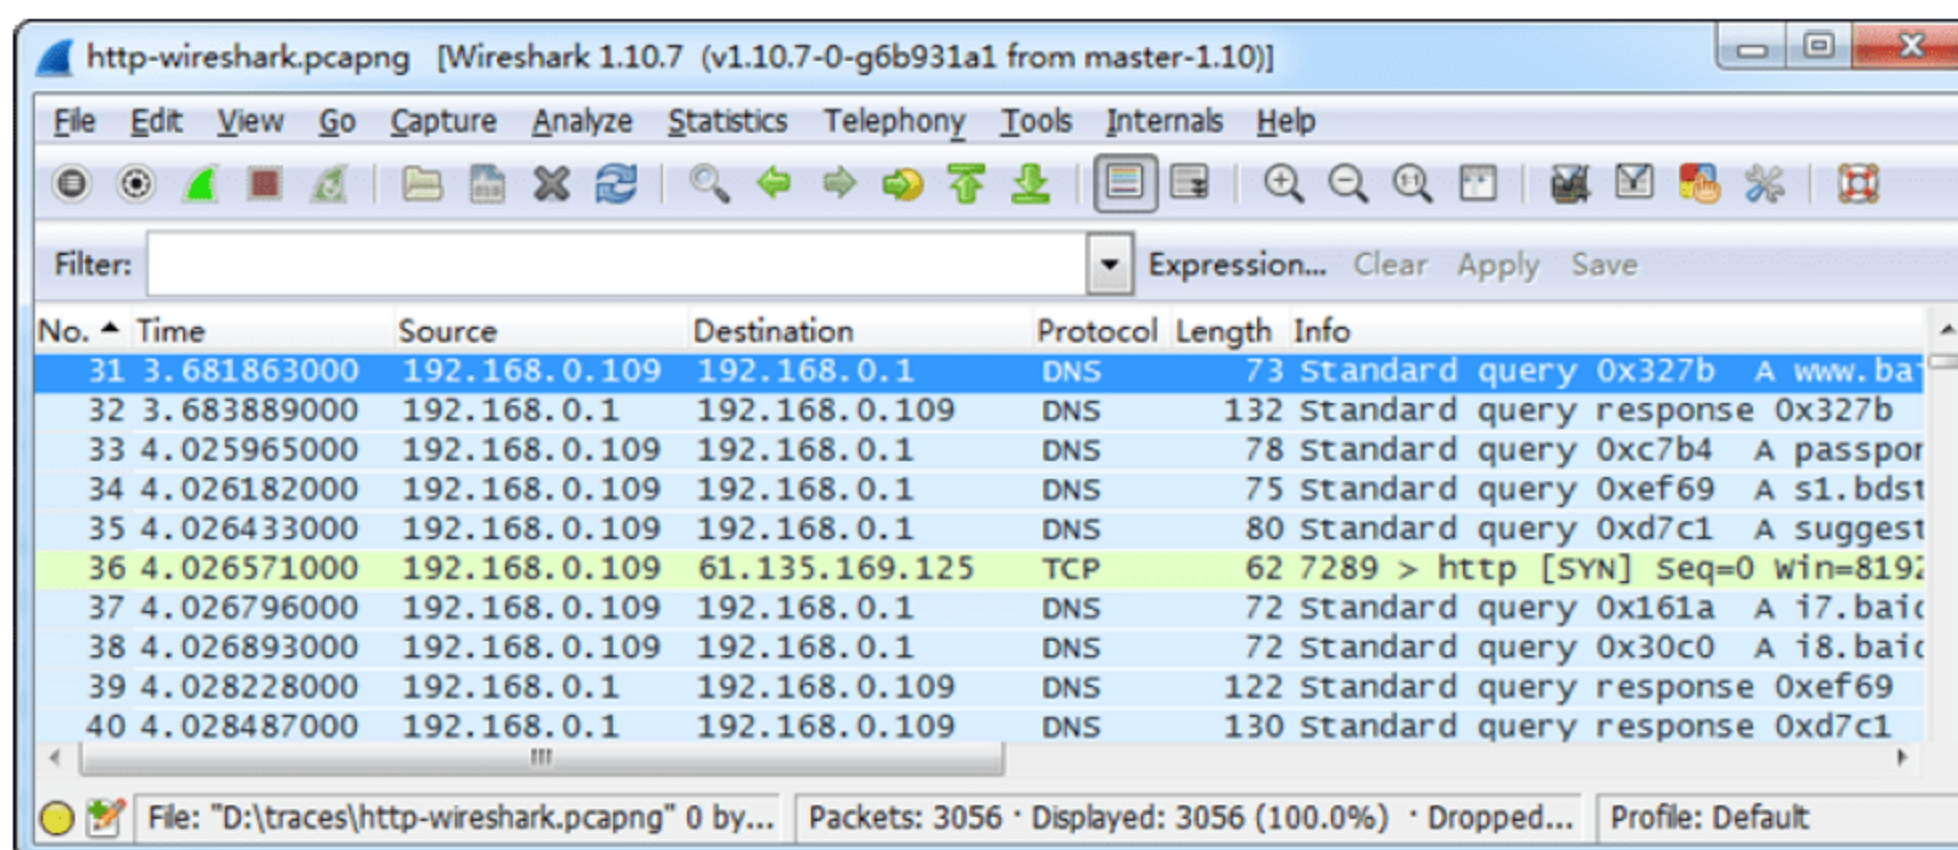 http-wireshark.pcapng [Wireshark 1.10.7 (v1.10.7-0-g6b931a1 from master-1.10)]
File Edit View Go Capture Analyze Statistics Telephony Tools Internals Help
Filter: Expression... Clear Apply Save
No. Time Source Destination Protocol Length Info
31 3.681863000 192.168.0.109 192.168.0.1 DNS 73 Standard query 0x327b A www.ba
32 3.683889000 192.168.0.1 192.168.0.109 DNS 132 Standard query response 0x327b
33 4.025965000 192.168.0.109 192.168.0.1 DNS 78 Standard query 0xc7b4 A passpor
34 4.026182000 192.168.0.109 192.168.0.1 DNS 75 Standard query 0xef69 A s1.bdst
35 4.026433000 192.168.0.109 192.168.0.1 DNS 80 Standard query 0xd7c1 A suggest
36 4.026571000 192.168.0.109 61.135.169.125 TCP 62 7289 > http [SYN] Seq=0 Win=8192
37 4.026796000 192.168.0.109 192.168.0.1 DNS 72 Standard query 0x161a A i7.baid
38 4.026893000 192.168.0.109 192.168.0.1 DNS 72 Standard query 0x30c0 A i8.baid
39 4.028228000 192.168.0.1 192.168.0.109 DNS 122 Standard query response 0xef69
40 4.028487000 192.168.0.1 192.168.0.109 DNS 130 Standard query response 0xd7c1
File: "D:\traces\http-wireshark.pcapng" 0 by... Packets: 3056 · Displayed: 3056 (100.0%) · Dropped... Profile: Default